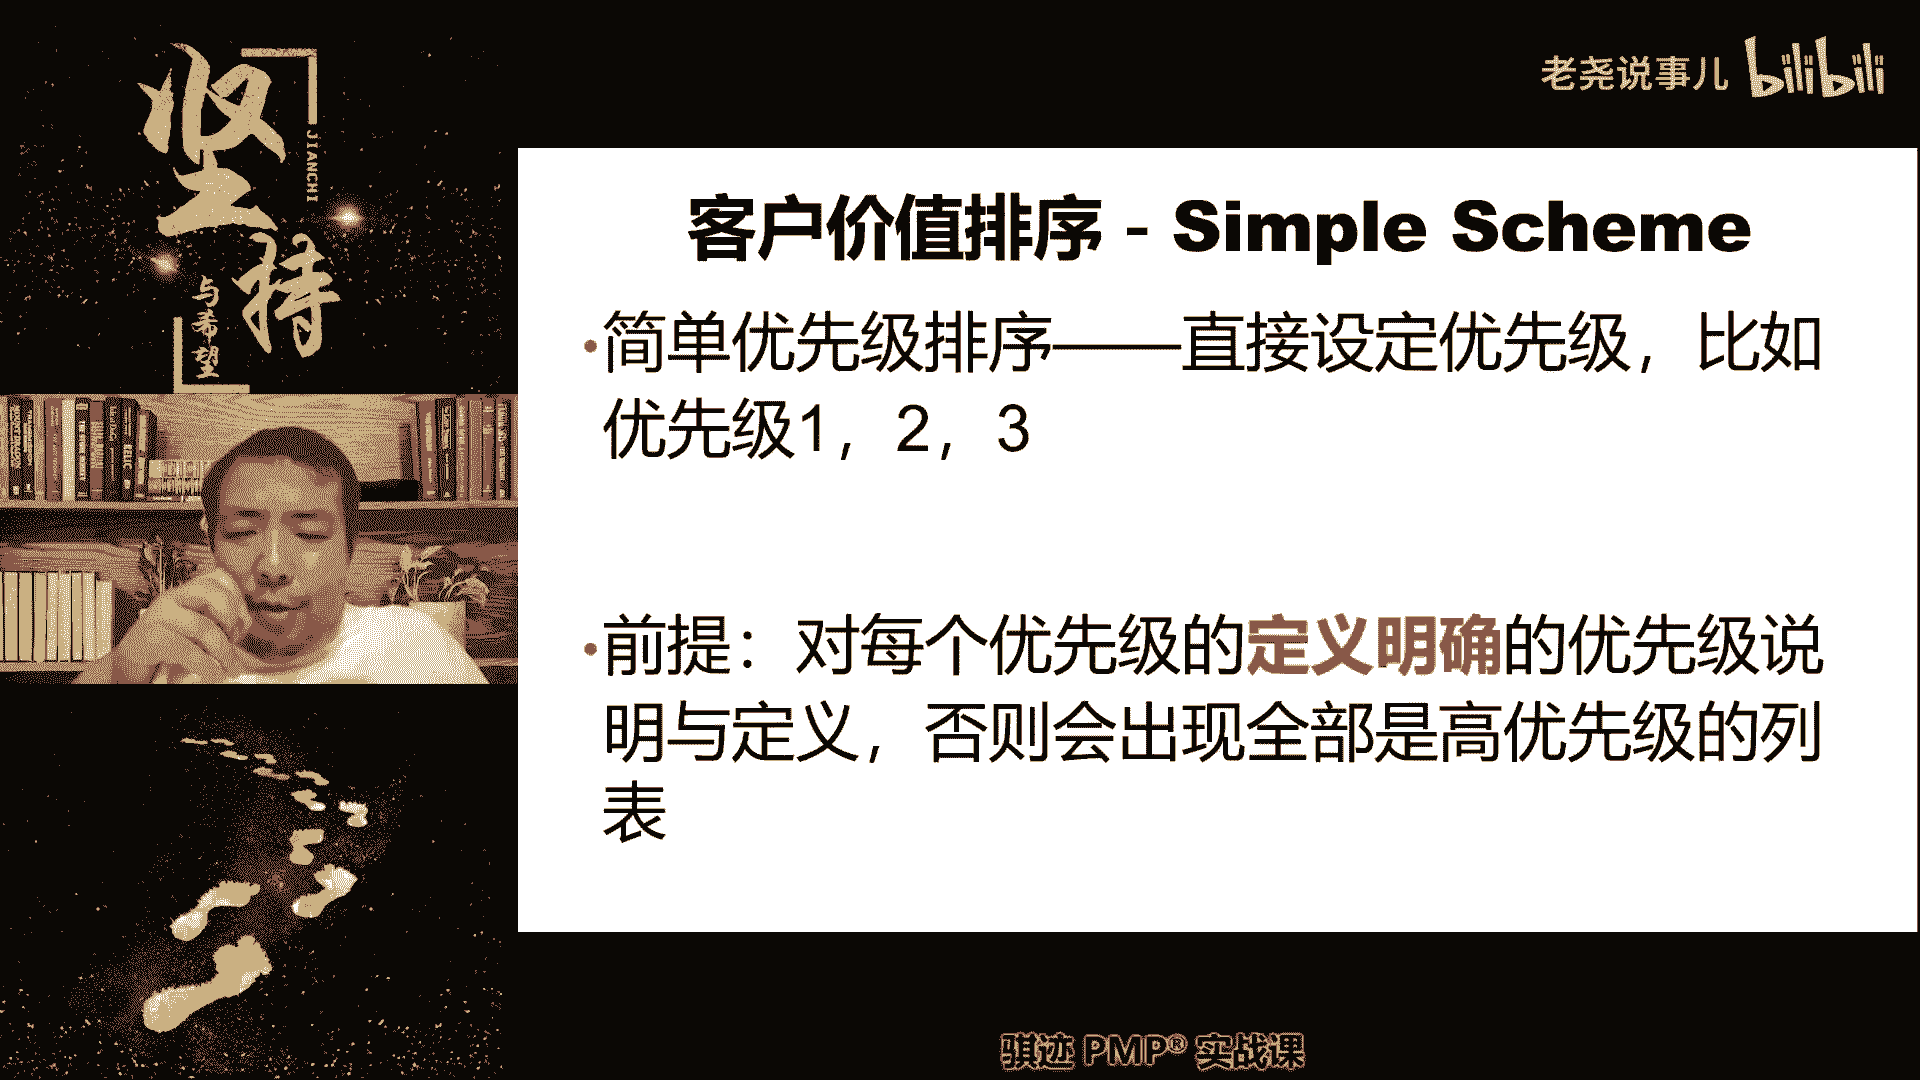 坚持
JIANCHI
与希望
老尧说事儿 bilibili
客户价值排序 - Simple Scheme
•简单优先级排序——直接设定优先级，比如
优先级1，2，3
•前提：对每个优先级的定义明确的优先级说
明与定义，否则会出现全部是高优先级的列
表
骐迹 PMP® 实战课